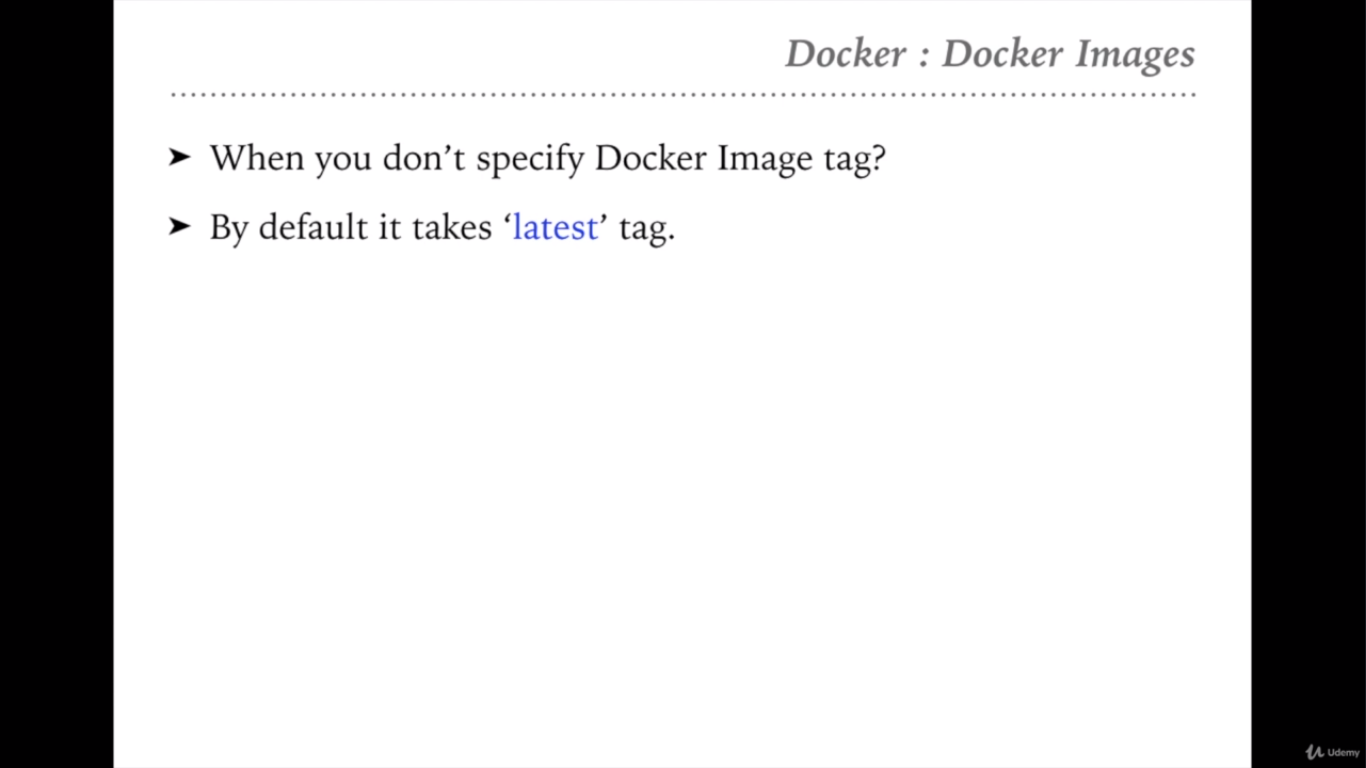 Docker : Docker Images
➤ When you don’t specify Docker Image tag?
➤ By default it takes ‘latest’ tag.
Udemy